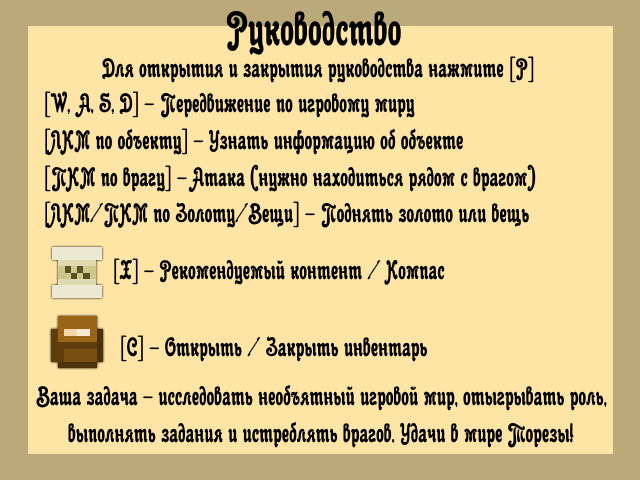 Руководство
Для открытия и закрытия руководства нажмите [Р]
[W, A, S, D] – Передвижение по игровому миру
[ЛКМ по объекту] – Узнать информацию об объекте
[ПКМ по врагу] – Атака (нужно находиться рядом с врагом)
[ЛКМ/ПКМ по Золоту/Вещи] – Поднять золото или вещь
[X] – Рекомендуемый контент / Компас
[C] – Открыть / Закрыть инвентарь
Ваша задача – исследовать необъятный игровой мир, отыгрывать роль,
выполнять задания и истреблять врагов. Удачи в мире Торезы!